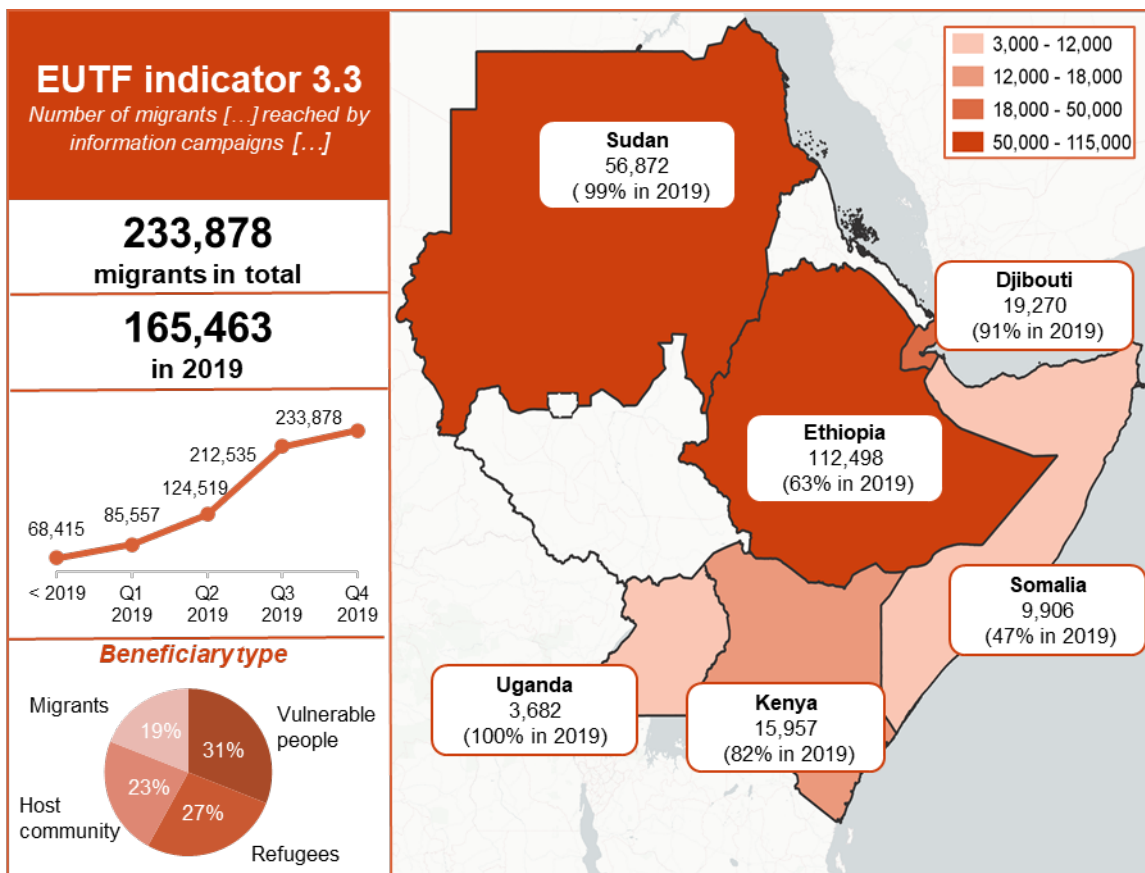 EUTF indicator 3.3
Number of migrants [...] reached by
information campaigns [...]
233,878
migrants in total
165,463
in 2019
68,415
85,557
124,519
212,535
233,878
< 2019
Q1
2019
Q2
2019
Q3
2019
Q4
2019
Beneficiary type
Migrants
19%
Vulnerable
people
31%
Host
community
23%
27%
Refugees
3,000 - 12,000
12,000 - 18,000
18,000 - 50,000
50,000 - 115,000
Sudan
56,872
( 99% in 2019)
Djibouti
19,270
(91% in 2019)
Ethiopia
112,498
(63% in 2019)
Somalia
9,906
(47% in 2019)
Uganda
3,682
(100% in 2019)
Kenya
15,957
(82% in 2019)